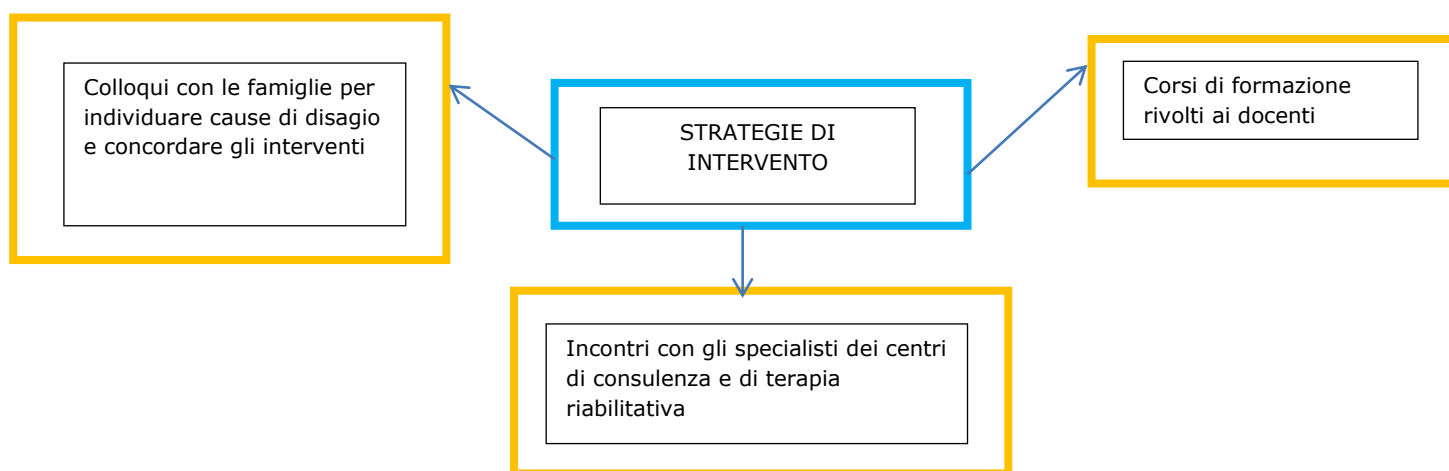 Colloqui con le famiglie per
individuare cause di disagio
e concordare gli interventi
STRATEGIE DI
INTERVENTO
Corsi di formazione
rivolti ai docenti
Incontri con gli specialisti dei centri
di consulenza e di terapia
riabilitativa